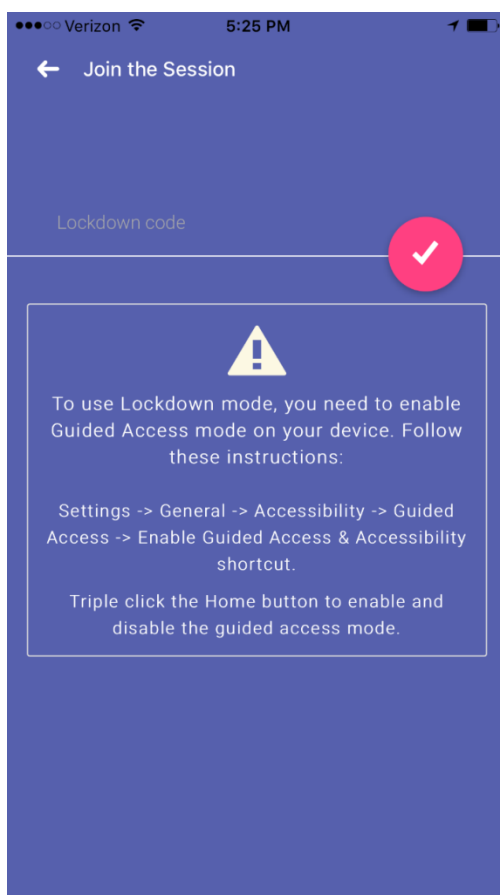 Verizon 5:25 PM
Join the Session
Lockdown code
To use Lockdown mode, you need to enable
Guided Access mode on your device. Follow
these instructions:
Settings -> General -> Accessibility -> Guided
Access -> Enable Guided Access & Accessibility
shortcut.
Triple click the Home button to enable and
disable the guided access mode.